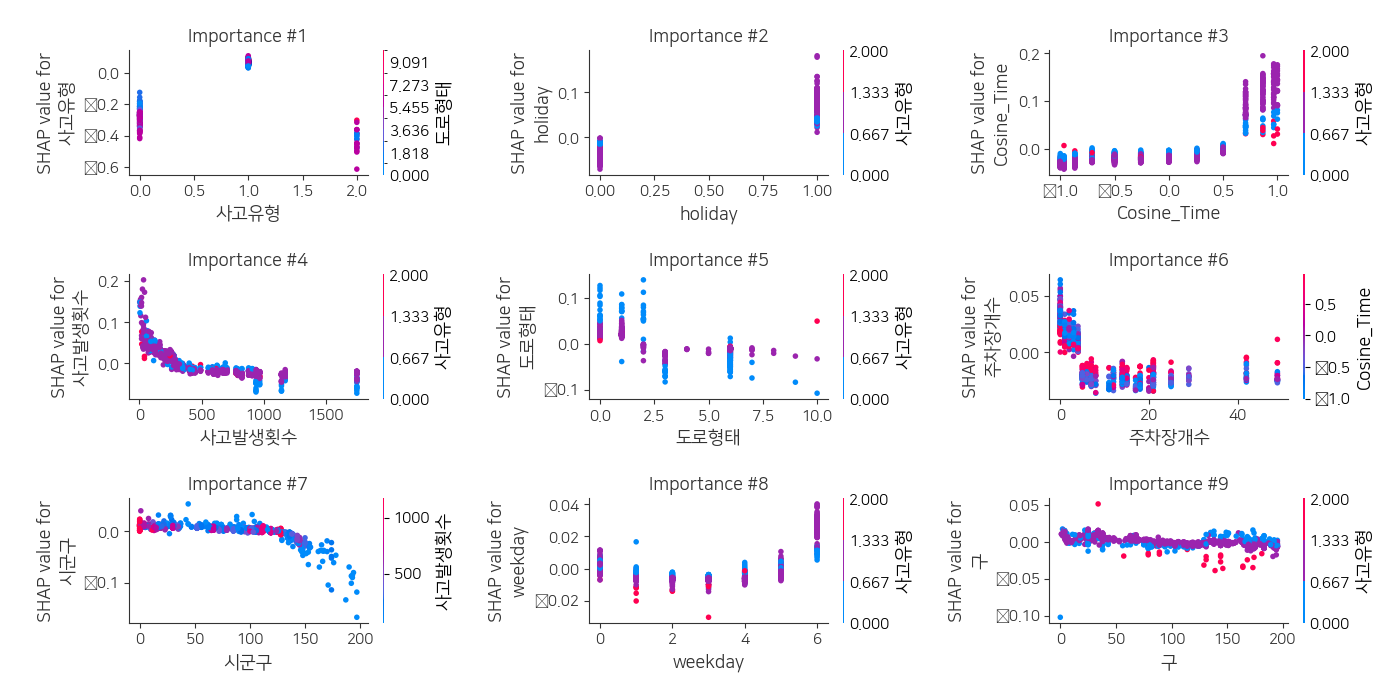 Importance #1
SHAP value for
사고유형
0.0
0.2
0.4
0.6
0.0 0.5 1.0 1.5 2.0
사고유형
9.091
7.273
5.455
3.636
1.818
0.000
도로형태
Importance #2
SHAP value for
holiday
0.1
0.0
0.00 0.25 0.50 0.75 1.00
holiday
2.000
1.333
0.667
0.000
사고유형
Importance #3
SHAP value for
Cosine_Time
0.2
0.1
0.0
1.0 0.5 0.0 0.5 1.0
Cosine_Time
2.000
1.333
0.667
0.000
사고유형
Importance #4
SHAP value for
사고발생횟수
0.2
0.1
0.0
0 500 1000 1500
사고발생횟수
2.000
1.333
0.667
0.000
사고유형
Importance #5
SHAP value for
도로형태
0.1
0.0
0.1
0.0 2.5 5.0 7.5 10.0
도로형태
2.000
1.333
0.667
0.000
사고유형
Importance #6
SHAP value for
주차장개수
0.05
0.00
0 20 40
주차장개수
0.5
0.0
0.5
1.0
Cosine_Time
Importance #7
SHAP value for
시군구
0.0
0.1
0 50 100 150 200
시군구
1000
500
사고발생횟수
Importance #8
SHAP value for
weekday
0.04
0.02
0.00
0.02
0 2 4 6
weekday
2.000
1.333
0.667
0.000
사고유형
Importance #9
SHAP value for
구
0.05
0.00
0.05
0.10
0 50 100 150 200
구
2.000
1.333
0.667
0.000
사고유형